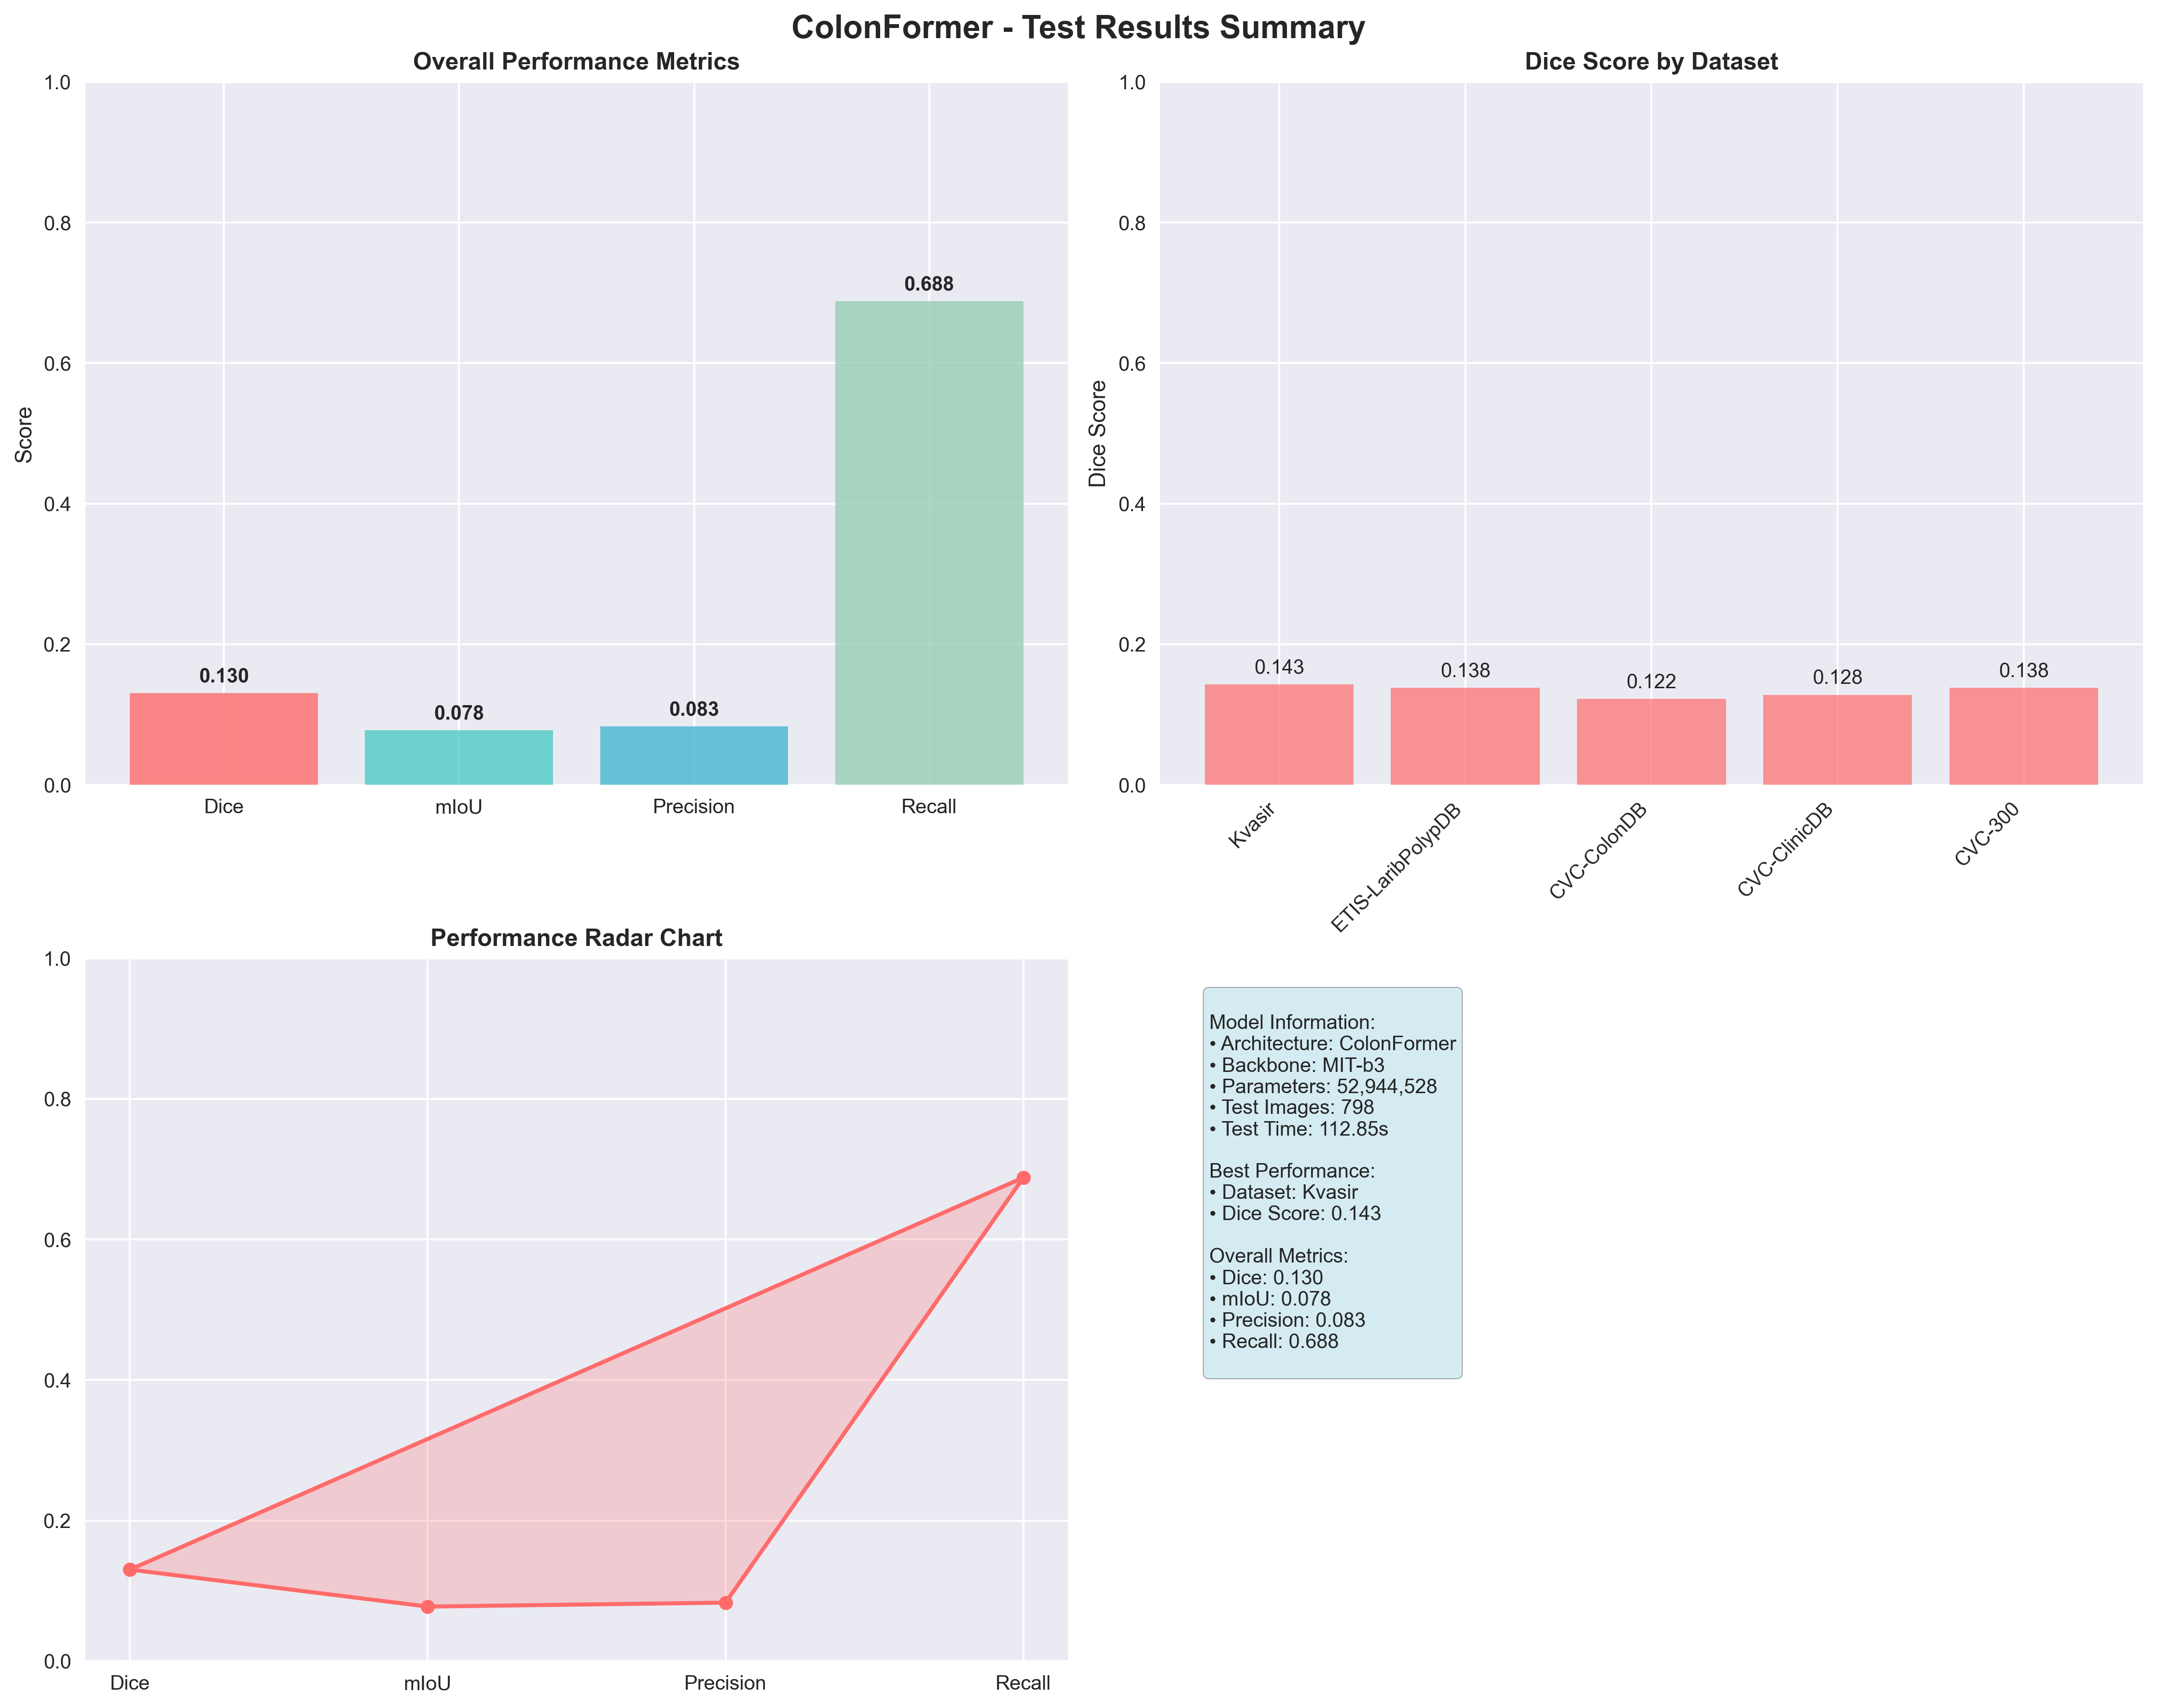 ColonFormer - Test Results Summary
Overall Performance Metrics
1.0
0.8
0.6
0.4
0.2
0.0
Score
0.130
0.078
0.083
0.688
Dice
mIoU
Precision
Recall
Dice Score by Dataset
1.0
0.8
0.6
0.4
0.2
0.0
Dice Score
0.143
0.138
0.122
0.128
0.138
Kvasir
ETIS-LaribPolypDB
CVC-ColonDB
CVC-ClinicDB
CVC-300
Performance Radar Chart
1.0
0.8
0.6
0.4
0.2
0.0
Dice
mIoU
Precision
Recall
Model Information:
• Architecture: ColonFormer
• Backbone: MIT-b3
• Parameters: 52,944,528
• Test Images: 798
• Test Time: 112.85s
Best Performance:
• Dataset: Kvasir
• Dice Score: 0.143
Overall Metrics:
• Dice: 0.130
• mIoU: 0.078
• Precision: 0.083
• Recall: 0.688